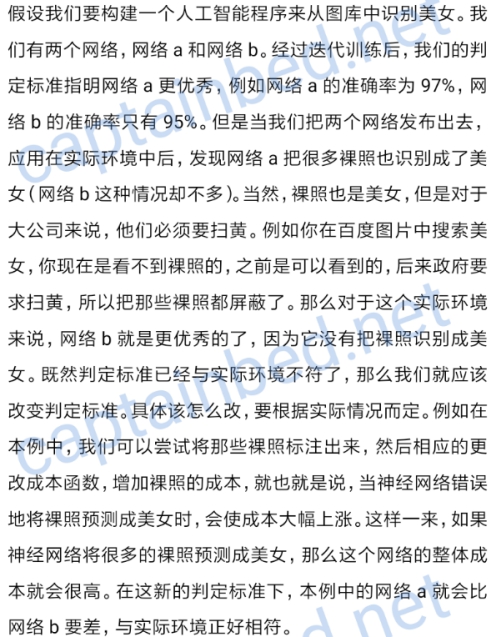 假设我们要构建一个人工智能程序来从图库中识别美女。我
们有两个网络，网络 a 和网络 b。经过迭代训练后，我们的判
定标准指明网络 a 更优秀，例如网络 a 的准确率为 97%，网
络 b 的准确率只有 95%。但是当我们把两个网络发布出去，
应用在实际环境中后，发现网络 a 把很多裸照也识别成了美
女（网络 b 这种情况却不多）。当然，裸照也是美女，但是对于
大公司来说，他们必须要扫黄。例如你在百度图片中搜索美
女，你现在是看不到裸照的，之前是可以看到的，后来政府要
求扫黄，所以把那些裸照都屏蔽了。那么对于这个实际环境
来说，网络 b 就是更优秀的了，因为它没有把裸照识别成美
女。既然判定标准已经与实际环境不符了，那么我们就应该
改变判定标准。具体该怎么改，要根据实际情况而定。例如在
本例中，我们可以尝试将那些裸照标注出来，然后相应的更
改成本函数，增加裸照的成本，就也就是说，当神经网络错误
地将裸照预测成美女时，会使成本大幅上涨。这样一来，如果
神经网络将很多的裸照预测成美女，那么这个网络的整体成
本就会很高。在这新的判定标准下，本例中的网络 a 就会比
网络 b 要差，与实际环境正好相符。
captainbed.net
captainbed.net
d.net